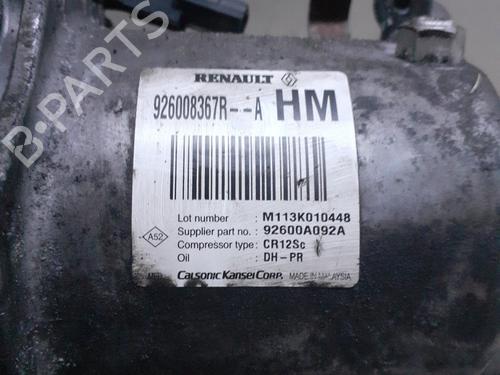 B-PARTS
RENAULT
926008367R--A HM
Lot number : M113K010448
Supplier part no. : 92600A092A
Compressor type: CR12Sc
Oil : DH-PR
A52
MFD. CALSONIC KANSEI CORP. MADE IN MALAYSIA